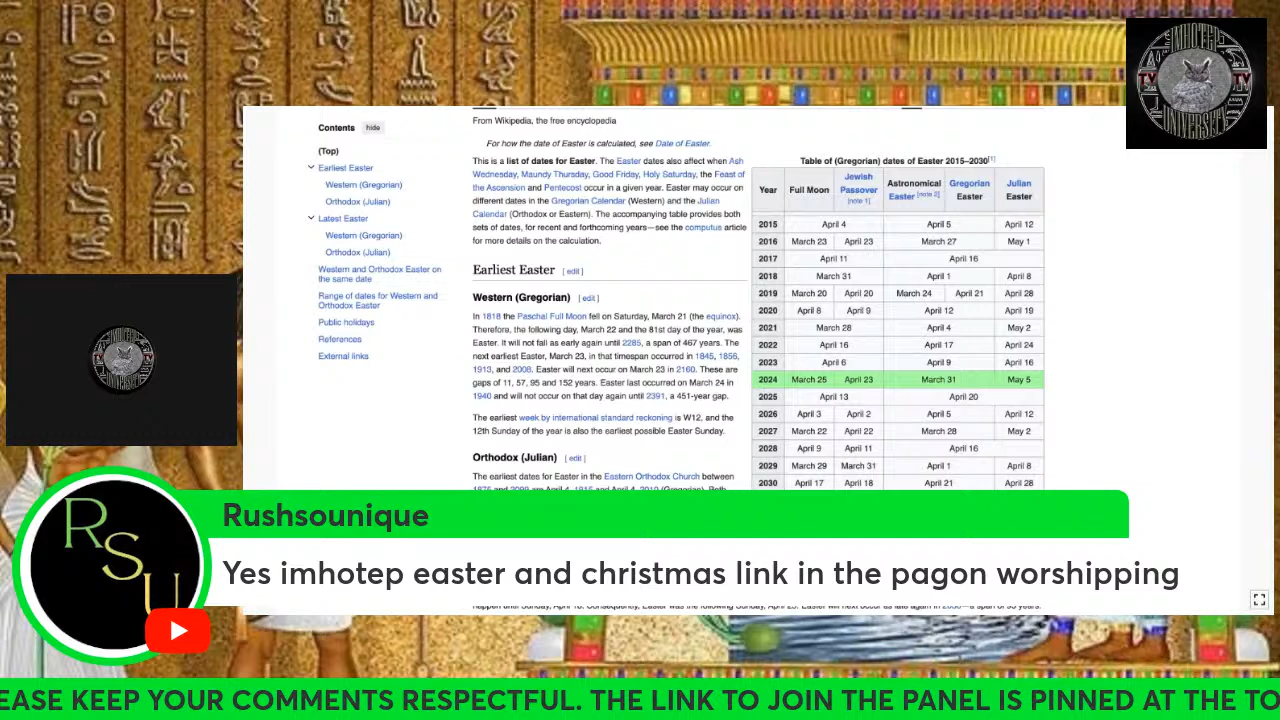 IMHOTEP
TV TV
UNIVERSITY
Contents hide
(Top)
Earliest Easter
Western (Gregorian)
Orthodox (Julian)
Latest Easter
Western (Gregorian)
Orthodox (Julian)
Western and Orthodox Easter on
the same date
Range of dates for Western and
Orthodox Easter
Public holidays
References
External links
From Wikipedia, the free encyclopedia
For how the date of Easter is calculated, see Date of Easter.
This is a list of dates for Easter. The Easter dates also affect when Ash
Wednesday, Maundy Thursday, Good Friday, Holy Saturday, the Feast of
the Ascension and Pentecost occur in a given year. Easter may occur on
different dates in the Gregorian Calendar (Western) and the Julian
Calendar (Orthodox or Eastern). The accompanying table provides both
sets of dates, for recent and forthcoming years—see the computus article
for more details on the calculation.
Earliest Easter [ edit ]
Western (Gregorian) [ edit ]
In 1818 the Paschal Full Moon fell on Saturday, March 21 (the equinox).
Therefore, the following day, March 22 and the 81st day of the year, was
Easter. It will not fall as early again until 2285, a span of 467 years. The
next earliest Easter, March 23, in that timespan occurred in 1845, 1856,
1913, and 2008. Easter will next occur on March 23 in 2160. These are
gaps of 11, 57, 95 and 152 years. Easter last occurred on March 24 in
1940 and will not occur on that day again until 2391, a 451-year gap.
The earliest week by international standard reckoning is W12, and the
12th Sunday of the year is also the earliest possible Easter Sunday.
Orthodox (Julian) [ edit ]
The earliest dates for Easter in the Eastern Orthodox Church between
Table of (Gregorian) dates of Easter 2015–2030[1]
Year Full Moon Jewish Passover [note 1] Astronomical Easter [note 2] Gregorian Easter Julian Easter
2015 April 4 April 5 April 12
2016 March 23 April 23 March 27 May 1
2017 April 11 April 16
2018 March 31 April 1 April 8
2019 March 20 April 20 March 24 April 21 April 28
2020 April 8 April 9 April 12 April 19
2021 March 28 April 4 May 2
2022 April 16 April 17 April 24
2023 April 6 April 9 April 16
2024 March 25 April 23 March 31 May 5
2025 April 13 April 20
2026 April 3 April 2 April 5 April 12
2027 March 22 April 22 March 28 May 2
2028 April 9 April 11 April 16
2029 March 29 March 31 April 1 April 8
2030 April 17 April 18 April 21 April 28
RSU
Rushsounique
Yes imhotep easter and christmas link in the pagon worshipping
EASE KEEP YOUR COMMENTS RESPECTFUL. THE LINK TO JOIN THE PANEL IS PINNED AT THE TO